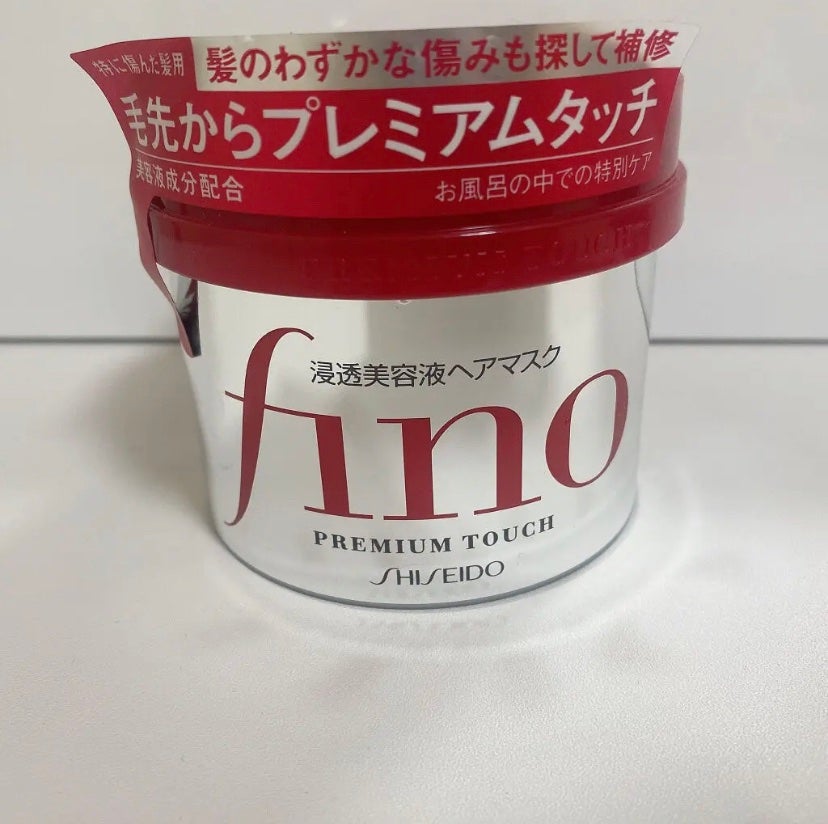 特に傷んだ髪用
髪のわずかな傷みも探して補修
毛先からプレミアムタッチ
美容液成分配合
お風呂の中での特別ケア
PREMIUM TOUCH
浸透美容液ヘアマスク
fino
PREMIUM TOUCH
SHISEIDO